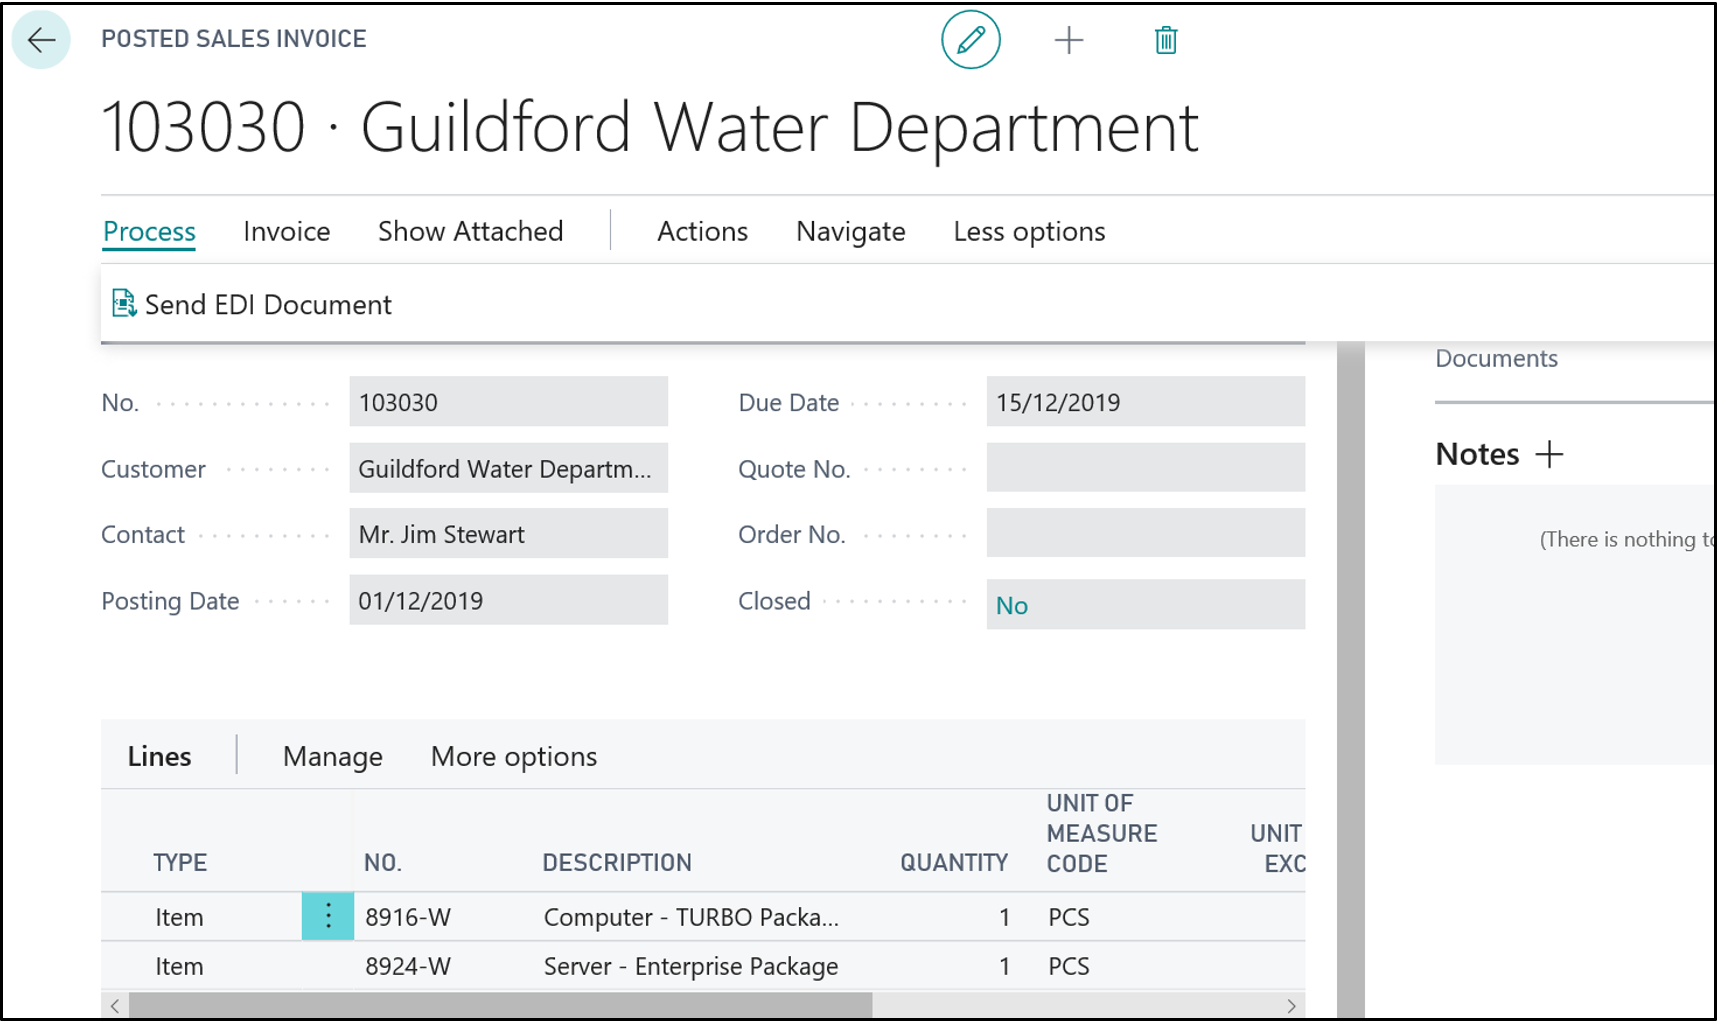 POSTED SALES INVOICE
103030 · Guildford Water Department
Process Invoice Show Attached Actions Navigate Less options
Send EDI Document
Documents
No. 103030 Due Date 15/12/2019
Notes
Customer Guildford Water Departm... Quote No.
Contact Mr. Jim Stewart Order No.
(There is nothing to
Posting Date 01/12/2019 Closed No
Lines Manage More options
TYPE NO. DESCRIPTION QUANTITY UNIT OF MEASURE CODE UNIT EXC
Item 8916-W Computer - TURBO Packa... 1 PCS
Item 8924-W Server - Enterprise Package 1 PCS